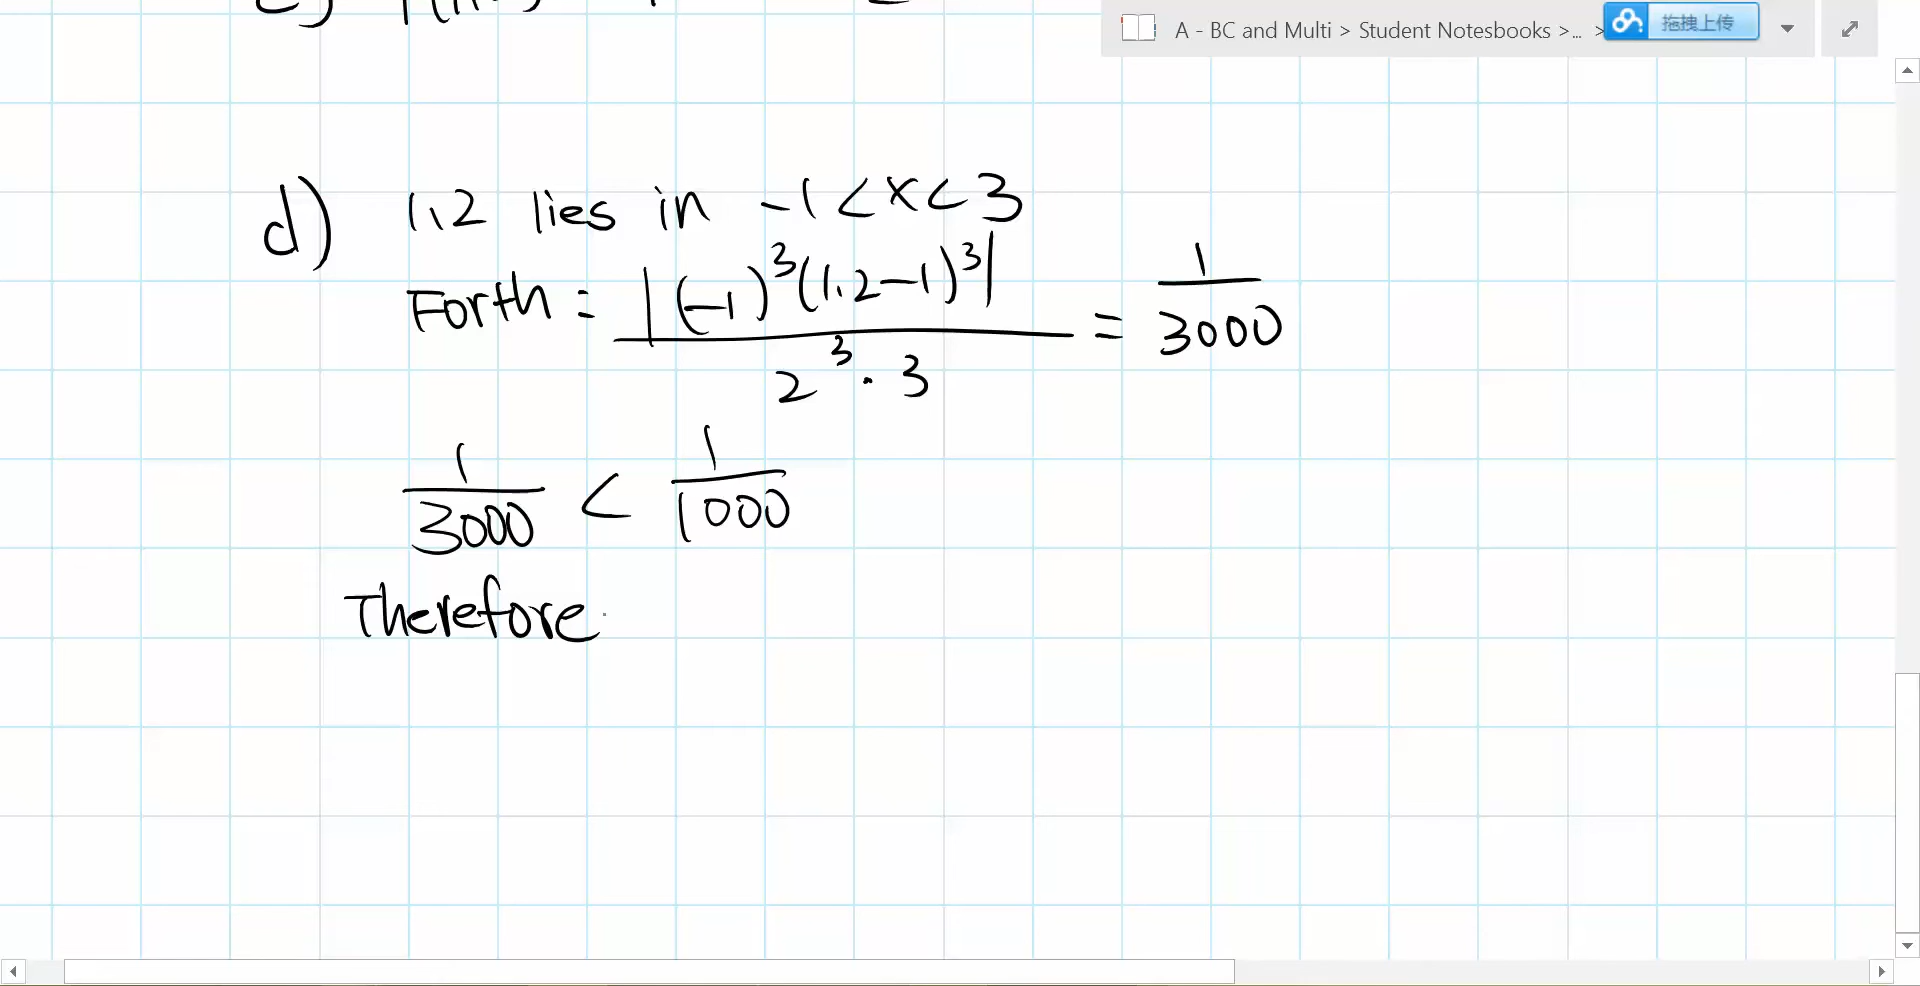 A - BC and Multi > Student Notesbooks >... >
拖拽上传
d) 1.2 lies in -1 < x < 3
Forth = |(-1)^3 (1.2-1)^3| / 2^3 · 3 = 1/3000
1/3000 < 1/1000
Therefore